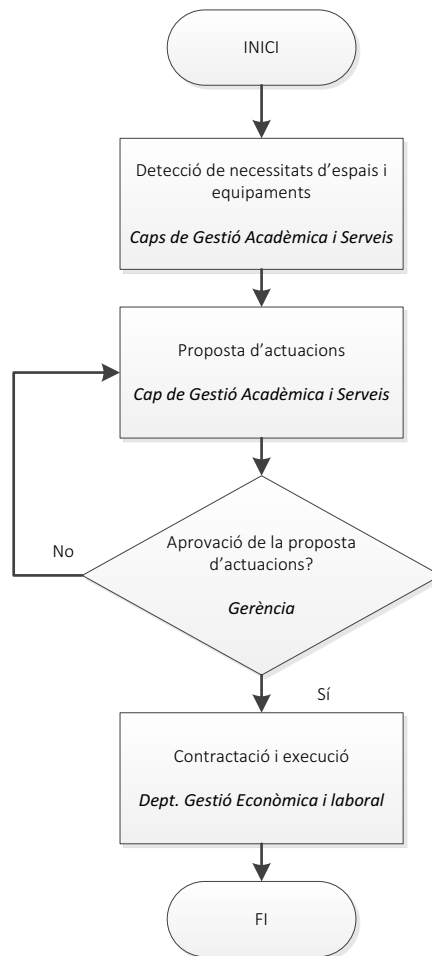 INICI
Detecció de necessitats d’espais i
equipaments
Caps de Gestió Acadèmica i Serveis
Proposta d’actuacions
Cap de Gestió Acadèmica i Serveis
Aprovació de la proposta
d’actuacions?
Gerència
No
Sí
Contractació i execució
Dept. Gestió Econòmica i laboral
FI